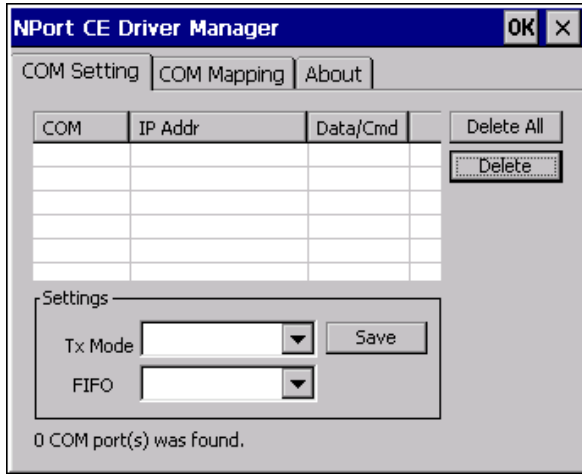 NPort CE Driver Manager OK ×
COM Setting COM Mapping About
COM IP Addr Data/Cmd Delete All
Delete
Settings
Tx Mode Save
FIFO
0 COM port(s) was found.